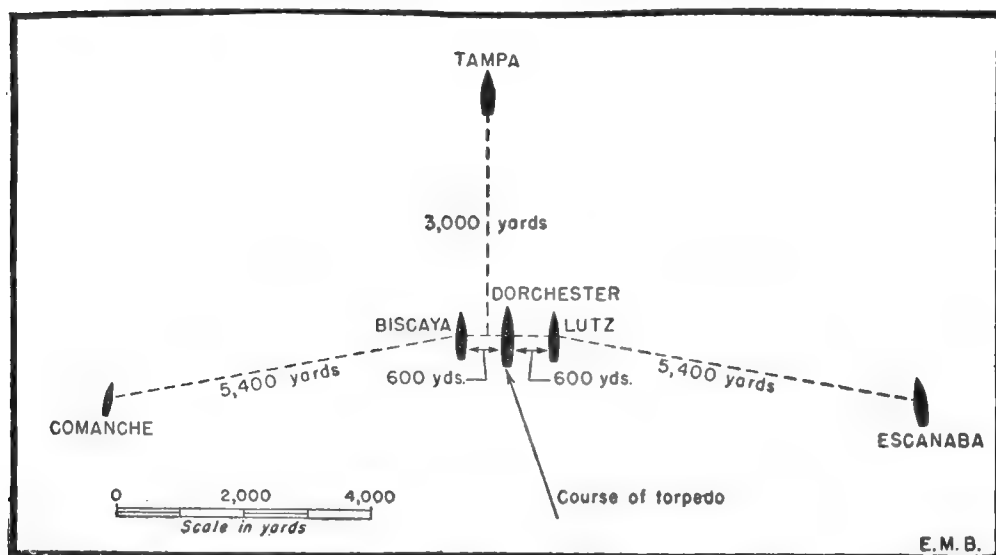 TAMPA
3,000 yards
DORCHESTER
BISCAYA
LUTZ
600 yds.
600 yds.
5,400 yards
5,400 yards
COMANCHE
ESCANABA
0 2,000 4,000
Scale in yards
Course of torpedo
E.M.B.